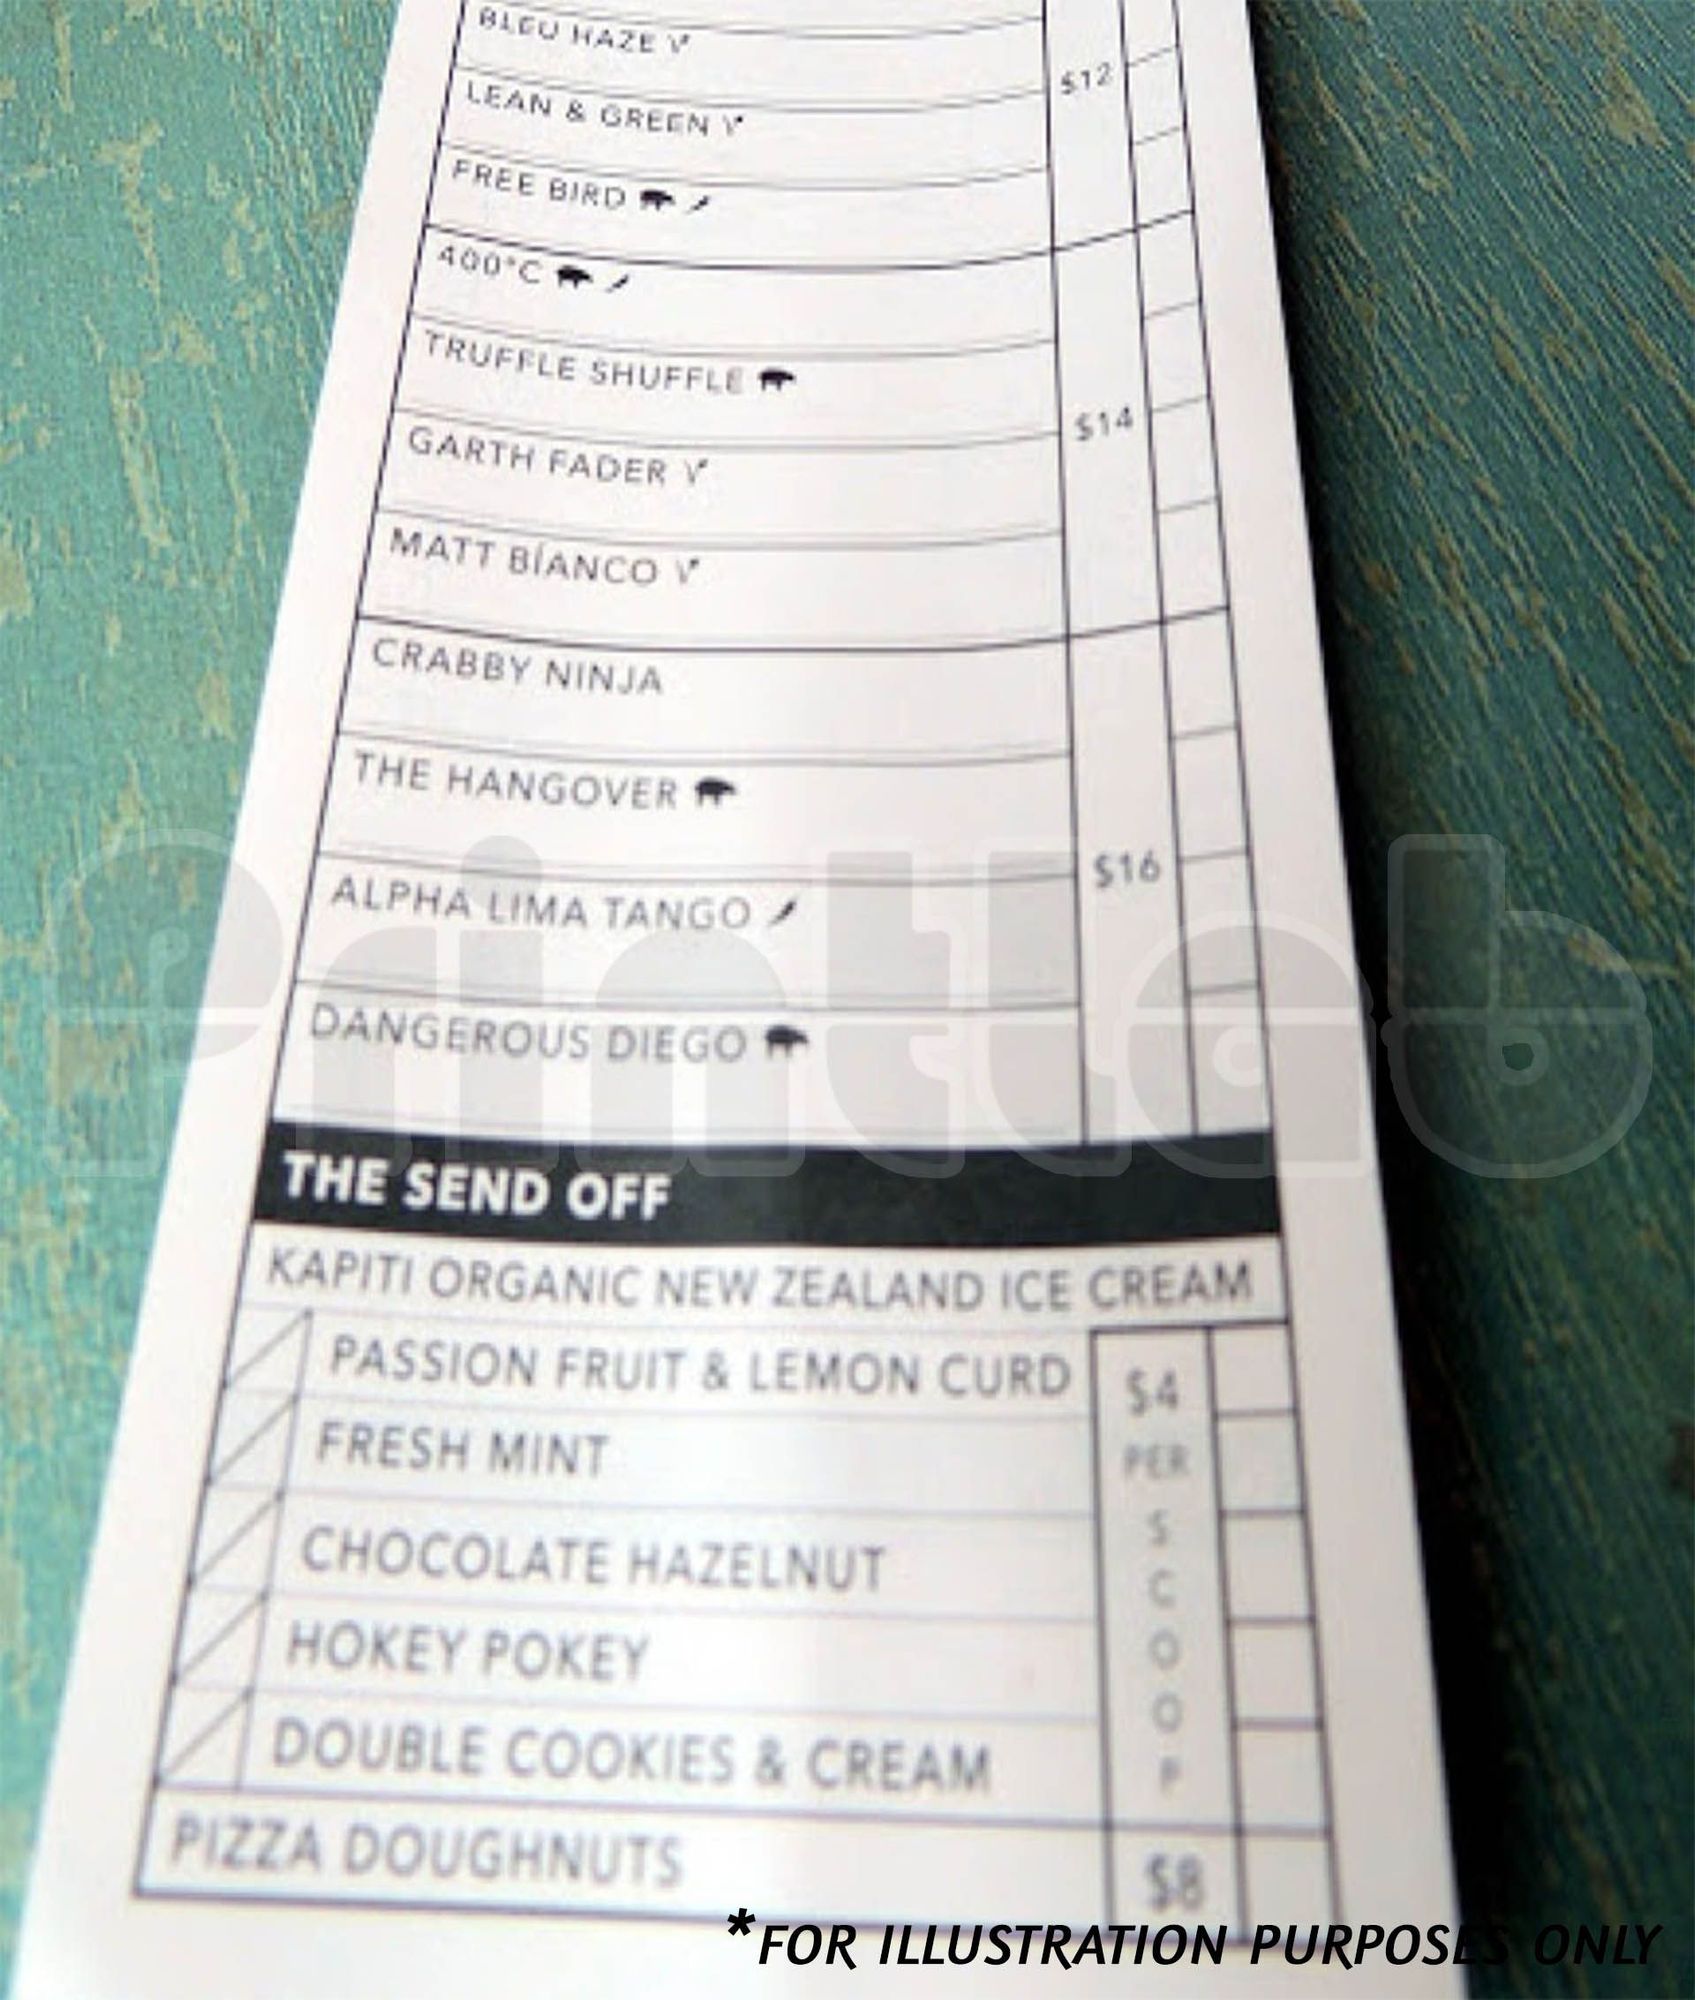 BLEU HAZE V
LEAN & GREEN V
FREE BIRD
$12
400°C
TRUFFLE SHUFFLE
GARTH FADER V
MATT BÍANCO V
$14
CRABBY NINJA
THE HANGOVER
ALPHA LIMA TANGO
DANGEROUS DIEGO
$16
THE SEND OFF
KAPITI ORGANIC NEW ZEALAND ICE CREAM
PASSION FRUIT & LEMON CURD
FRESH MINT
CHOCOLATE HAZELNUT
HOKEY POKEY
DOUBLE COOKIES & CREAM
$4
PER
S
C
O
O
P
PIZZA DOUGHNUTS $8
Printlab
*FOR ILLUSTRATION PURPOSES ONLY